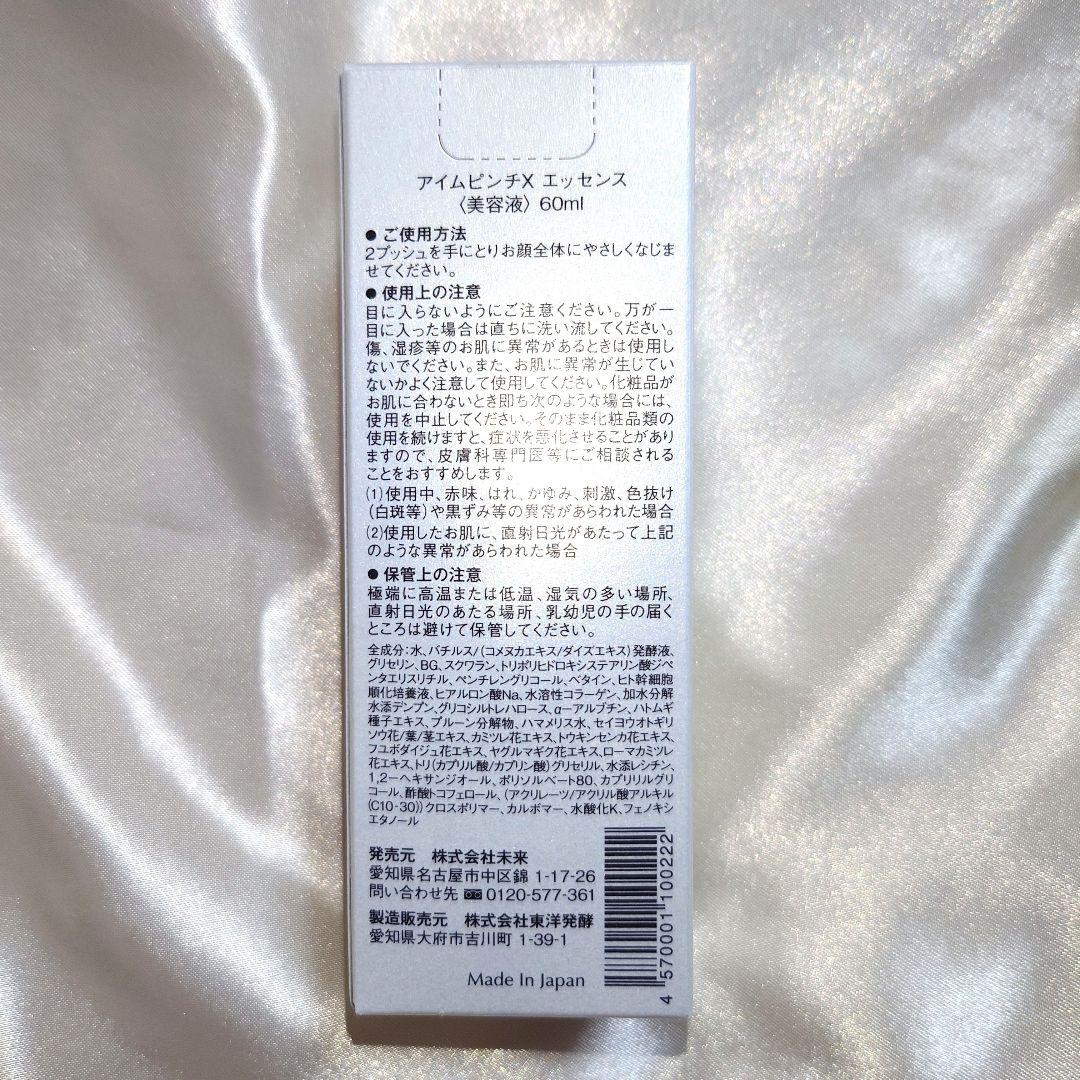 アイムピンチX エッセンス
〈美容液〉 60ml
● ご使用方法
2プッシュを手にとりお顔全体にやさしくなじま
せてください。
● 使用上の注意
目に入らないようにご注意ください。万が一
目に入った場合は直ちに洗い流してください。
傷、湿疹等のお肌に異常があるときは使用し
ないでください。また、お肌に異常が生じてい
ないかよく注意して使用してください。化粧品が
お肌に合わないとき即ち次のような場合には、
使用を中止してください。そのまま化粧品類の
使用を続けますと、症状を悪化させることがあり
ますので、皮膚科専門医等にご相談される
ことをおすすめします。
(1)使用中、赤味、はれ、かゆみ、刺激、色抜け
(白斑等)や黒ずみ等の異常があらわれた場合
(2)使用したお肌に、直射日光があたって上記
のような異常があらわれた場合
● 保管上の注意
極端に高温または低温、湿気の多い場所、
直射日光のあたる場所、乳幼児の手の届く
ところは避けて保管してください。
全成分：水、バチルス/(コメヌカエキス/ダイズエキス)発酵液、
グリセリン、BG、スクワラン、トリポリヒドロキシステアリン酸ジペ
ンタエリスリチル、ペンチレングリコール、ベタイン、ヒト幹細胞
順化培養液、ヒアルロン酸Na、水溶性コラーゲン、加水分解
水添デンプン、グリコシルトレハロース、α-アルブチン、ハトムギ
種子エキス、プルーン分解物、ハマメリス水、セイヨウオトギリ
ソウ花/葉/茎エキス、カミツレ花エキス、トウキンセンカ花エキス、
フユボダイジュ花エキス、ヤグルマギク花エキス、ローマカミツレ
花エキス、トリ(カプリル酸/カプリン酸)グリセリル、水添レシチン、
1,2-ヘキサンジオール、ポリソルベート80、カプリリルグリ
コール、酢酸トコフェロール、(アクリレーツ/アクリル酸アルキル
(C10-30))クロスポリマー、カルボマー、水酸化K、フェノキシ
エタノール
発売元 株式会社未来
愛知県名古屋市中区錦 1-17-26
問い合わせ先 0120-577-361
製造販売元 株式会社東洋発酵
愛知県大府市吉川町 1-39-1
Made In Japan
4 570001 100222